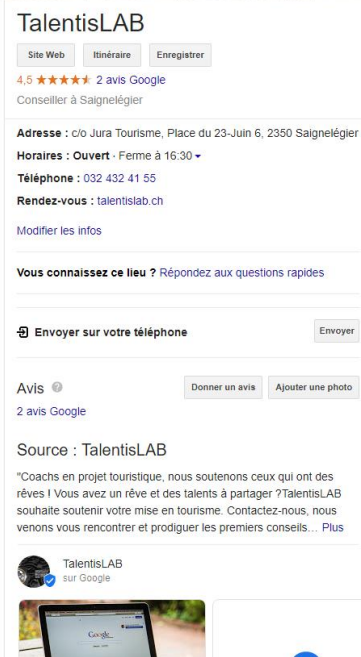 TalentisLAB
Site Web Itinéraire Enregistrer
4,5 ★★★★★ 2 avis Google
Conseiller à Saignelégier
Adresse : c/o Jura Tourisme, Place du 23-Juin 6, 2350 Saignelégier
Horaires : Ouvert · Ferme à 16:30
Téléphone : 032 432 41 55
Rendez-vous : talentislab.ch
Modifier les infos
Vous connaissez ce lieu ? Répondez aux questions rapides
Envoyer sur votre téléphone Envoyer
Avis ? Donner un avis Ajouter une photo
2 avis Google
Source : TalentisLAB
"Coachs en projet touristique, nous soutenons ceux qui ont des
rêves ! Vous avez un rêve et des talents à partager ?TalentisLAB
souhaite soutenir votre mise en tourisme. Contactez-nous, nous
venons vous rencontrer et prodiguer les premiers conseils… Plus
TalentisLAB
sur Google
Google